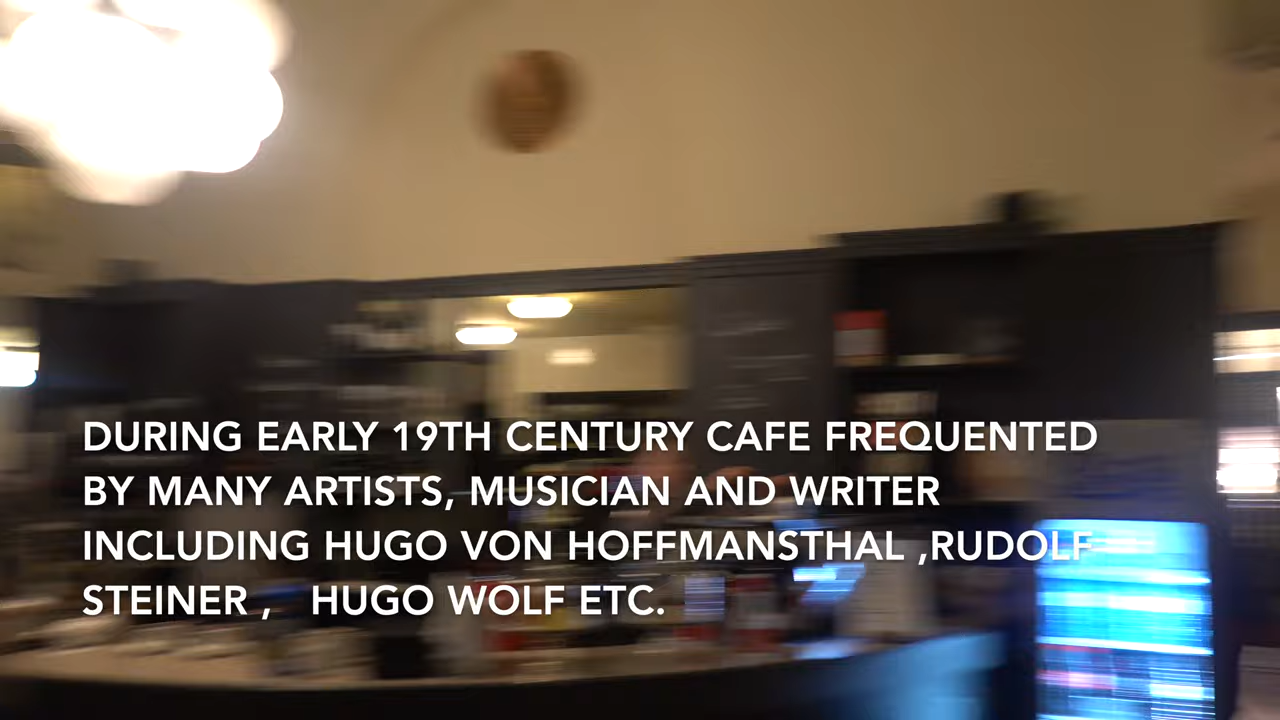 DURING EARLY 19TH CENTURY CAFE FREQUENTED
BY MANY ARTISTS, MUSICIAN AND WRITER
INCLUDING HUGO VON HOFFMANSTHAL ,RUDOLF
STEINER ,   HUGO WOLF ETC.